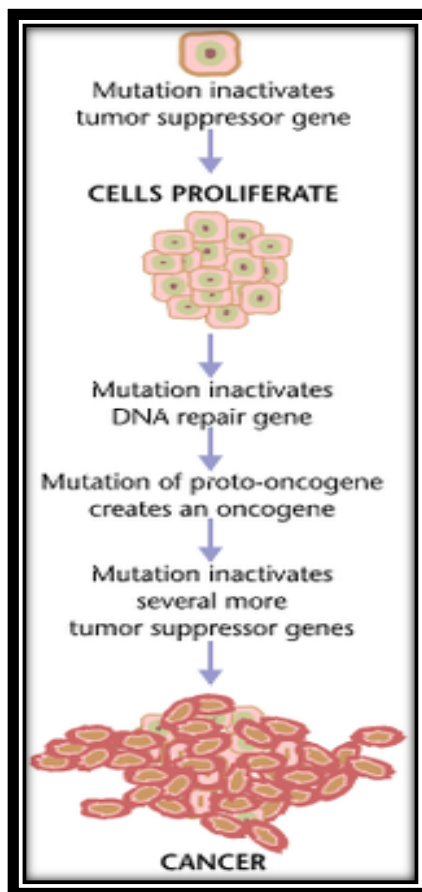 Mutation inactivates
tumor suppressor gene
CELLS PROLIFERATE
Mutation inactivates
DNA repair gene
Mutation of proto-oncogene
creates an oncogene
Mutation inactivates
several more
tumor suppressor genes
CANCER